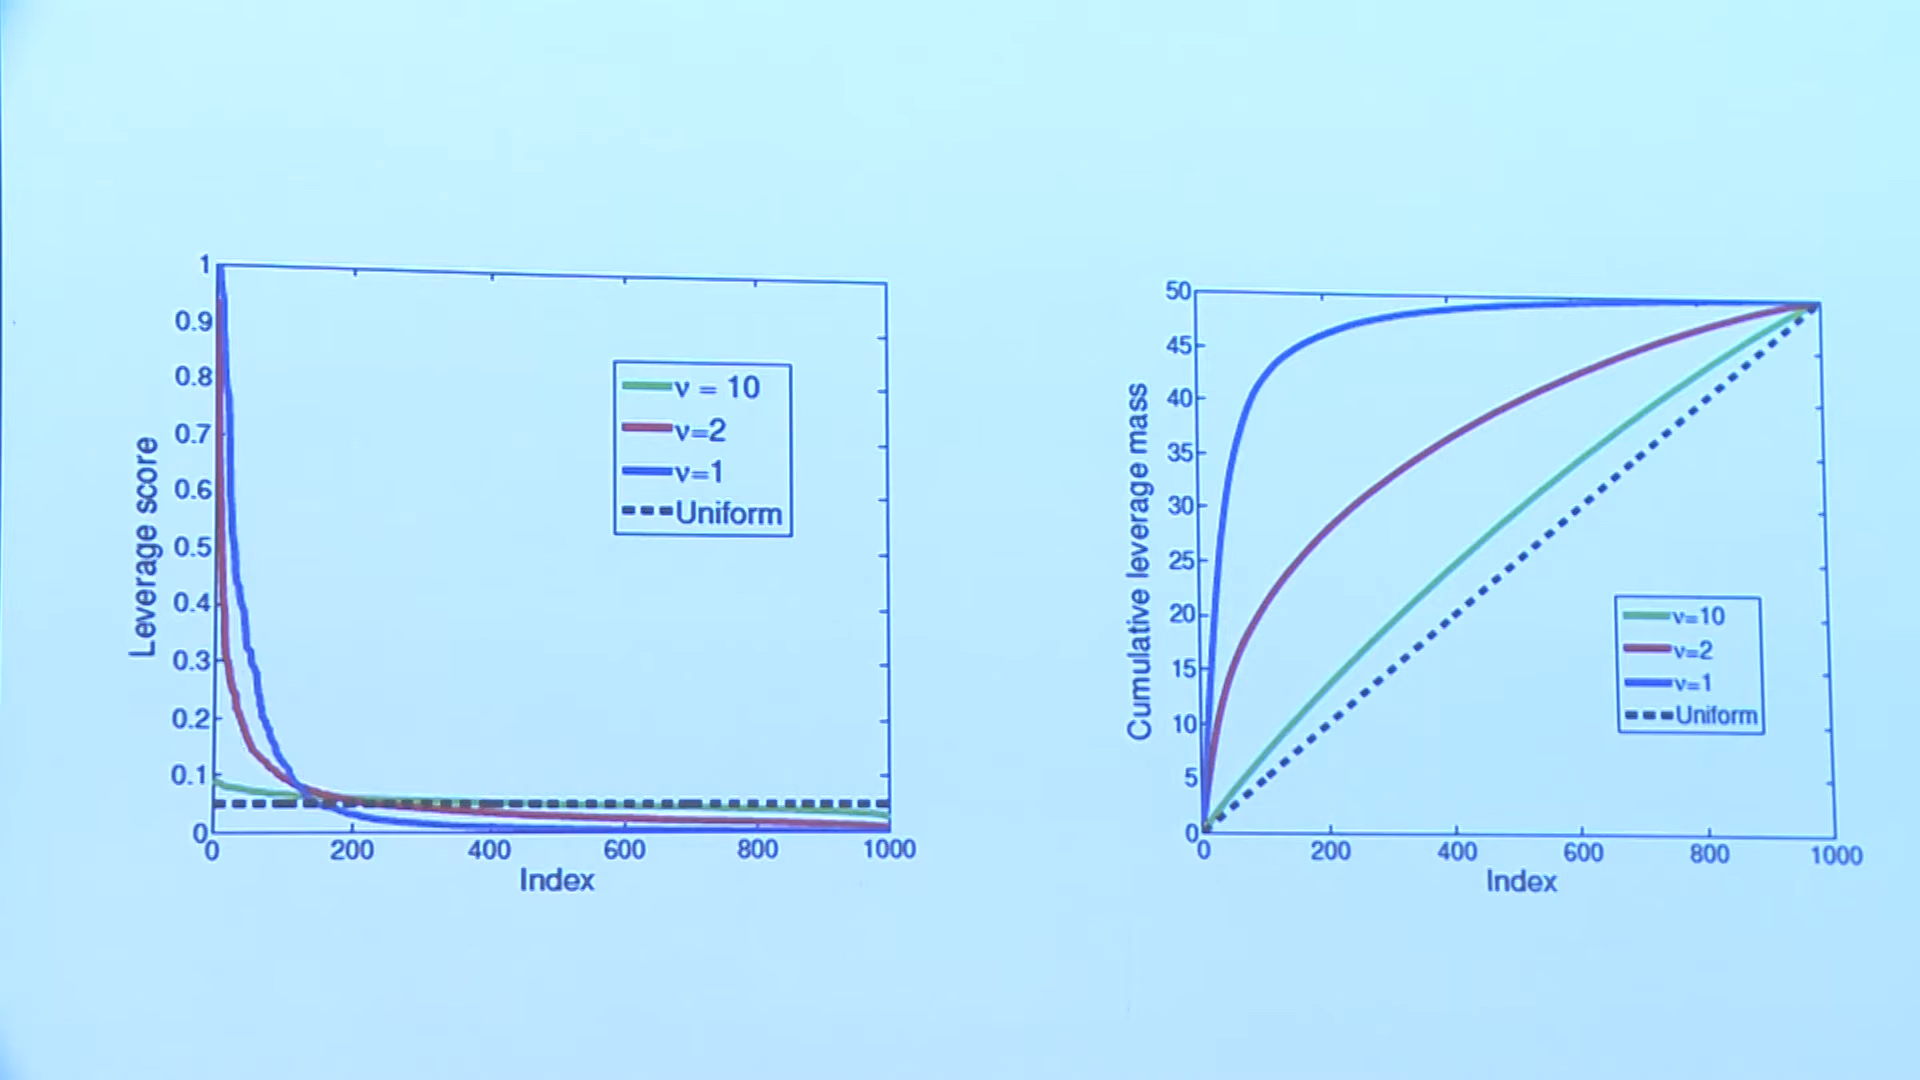 1
0.9
0.8
0.7
0.6
0.5
0.4
0.3
0.2
0.1
0
Leverage score
0 200 400 600 800 1000
Index
ν = 10
ν=2
ν=1
Uniform
50
45
40
35
30
25
20
15
10
5
0
Cumulative leverage mass
0 200 400 600 800 1000
Index
ν=10
ν=2
ν=1
Uniform